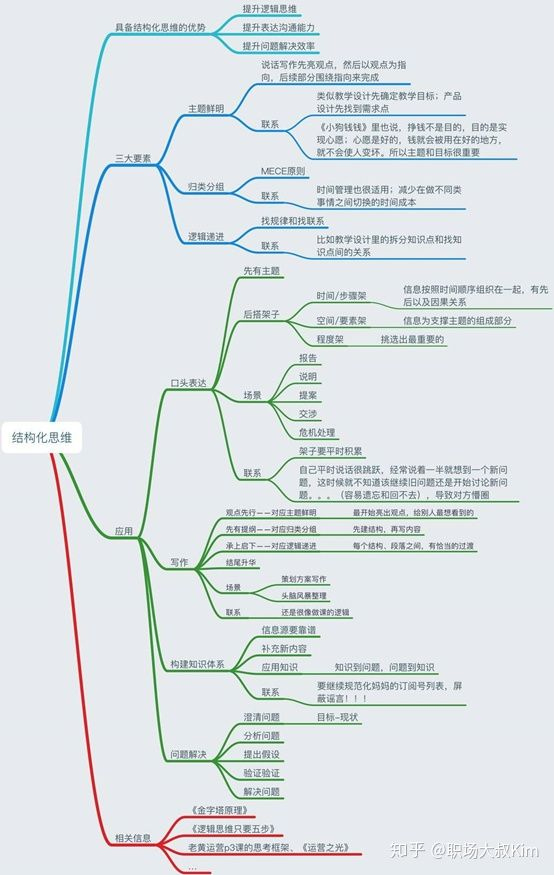 提升逻辑思维
具备结构化思维的优势
提升表达沟通能力
提升问题解决效率
说话写作先亮观点，然后以观点为指
向，后续部分围绕指向来完成
主题鲜明
类似教学设计先确定教学目标；产品
设计先找到需求点
联系
《小狗钱钱》里也说，挣钱不是目的，目的是实
现心愿；心愿是好的，钱就会被用在好的地方，
就不会使人变坏。所以主题和目标很重要
三大要素
MECE原则
归类分组
联系
时间管理也很适用；减少在做不同类
事情之间切换的时间成本
找规律和找联系
逻辑递进
联系
比如教学设计里的拆分知识点和找知
识点间的关系
先有主题
时间/步骤架
信息按照时间顺序组织在一起，有先
后以及因果关系
后搭架子
空间/要素架
信息为支撑主题的组成部分
程度架
挑选出最重要的
口头表达
报告
说明
场景
提案
交涉
危机处理
架子要平时积累
联系
自己平时说话很跳跃，经常说着一半就想到一个新问
题，这时候就不知道该继续旧问题还是开始讨论新问
题。。。（容易遗忘和回不去），导致对方懵圈
结构化思维
应用
观点先行——对应主题鲜明
最开始亮出观点，给别人最想看到的
先有提纲——对应归类分组
先建结构，再写内容
承上启下——对应逻辑递进
每个结构、段落之间，有恰当的过渡
写作
结尾升华
场景
策划方案写作
头脑风暴整理
联系
还是很像做课的逻辑
信息源要靠谱
补充新内容
构建知识体系
应用知识
知识到问题，问题到知识
联系
要继续规范化妈妈的订阅号列表，屏
蔽谣言！！！
澄清问题
目标-现状
分析问题
问题解决
提出假设
验证验证
解决问题
《金字塔原理》
《逻辑思维只要五步》
相关信息
老黄运营p3课的思考框架、《运营之光》
...
知乎 @职场大叔Kim